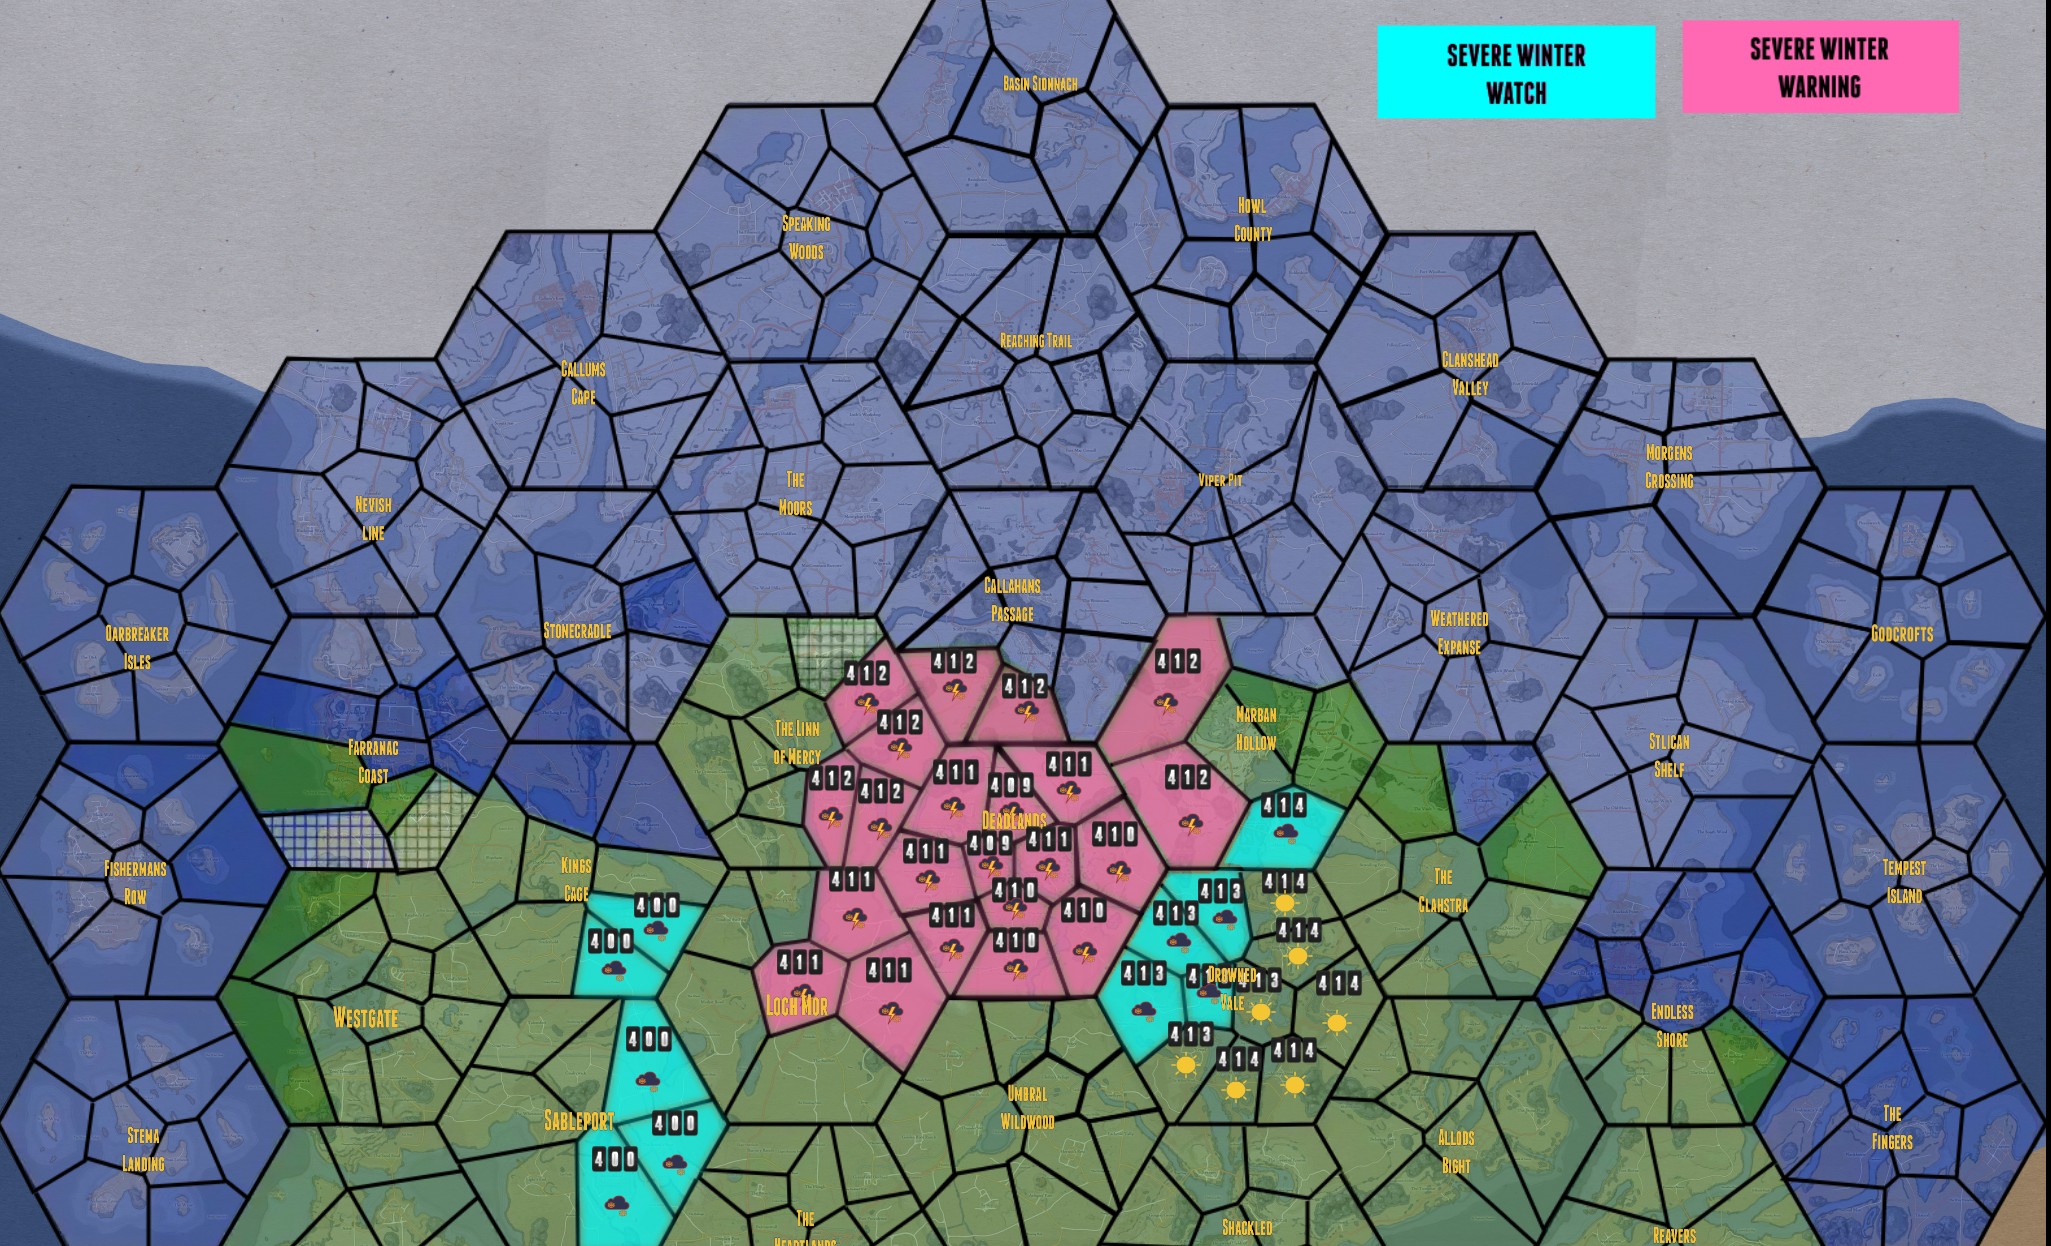 SEVERE WINTER
WATCH
SEVERE WINTER
WARNING
BASIN SIONNACH
SPEAKING
WOODS
HOWL
COUNTY
CALLUMS
CAPE
REACHING TRAIL
CLANSHEAD
VALLEY
NEVISH
LINE
THE
MOORS
VIPER PIT
MORGENS
CROSSING
OARBREAKER
ISLES
STONECRADLE
CALLAHANS
PASSAGE
WEATHERED
EXPANSE
GODCROFTS
412
412
412
412
412
THE LINN
OF MERCY
MARBAN
HOLLOW
FARRANAC
COAST
STLICAN
SHELF
412
412
411
409
411
412
414
DEADLANDS
FISHERMANS
ROW
KINGS
CAGE
411
409
411
410
THE
CLAHSTRA
TEMPEST
ISLAND
400
400
411
410
411
410
410
413
413
414
414
411
411
LOCH MOR
413
413
DROWNED
VALE
414
WESTGATE
ENDLESS
SHORE
400
413
414
414
SABLEPORT
400
400
UMBRAL
WILDWOOD
STEMA
LANDING
ALLODS
BIGHT
THE
FINGERS
THE
HEARTLANDS
SHACKLED
REAVERS